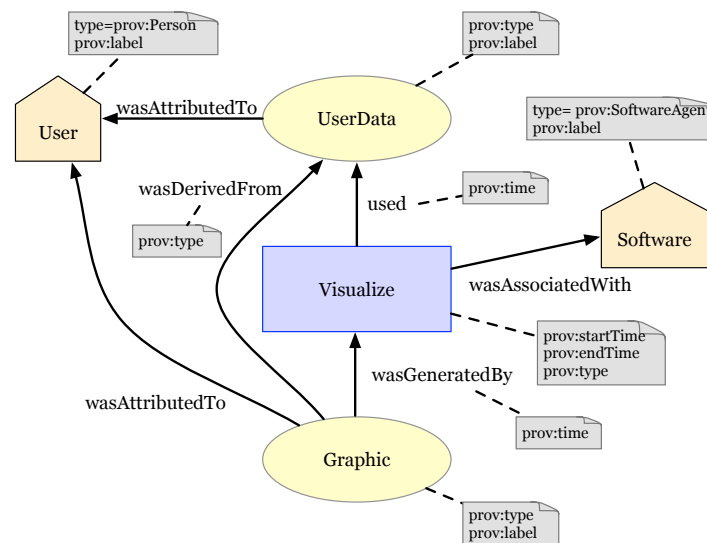 type=prov:Person
prov:label
prov:type
prov:label
wasAttributedTo
User
UserData
type= prov:SoftwareAgent
prov:label
wasDerivedFrom
prov:time
used
prov:type
Software
Visualize
wasAssociatedWith
prov:startTime
prov:endTime
prov:type
wasGeneratedBy
wasAttributedTo
prov:time
Graphic
prov:type
prov:label